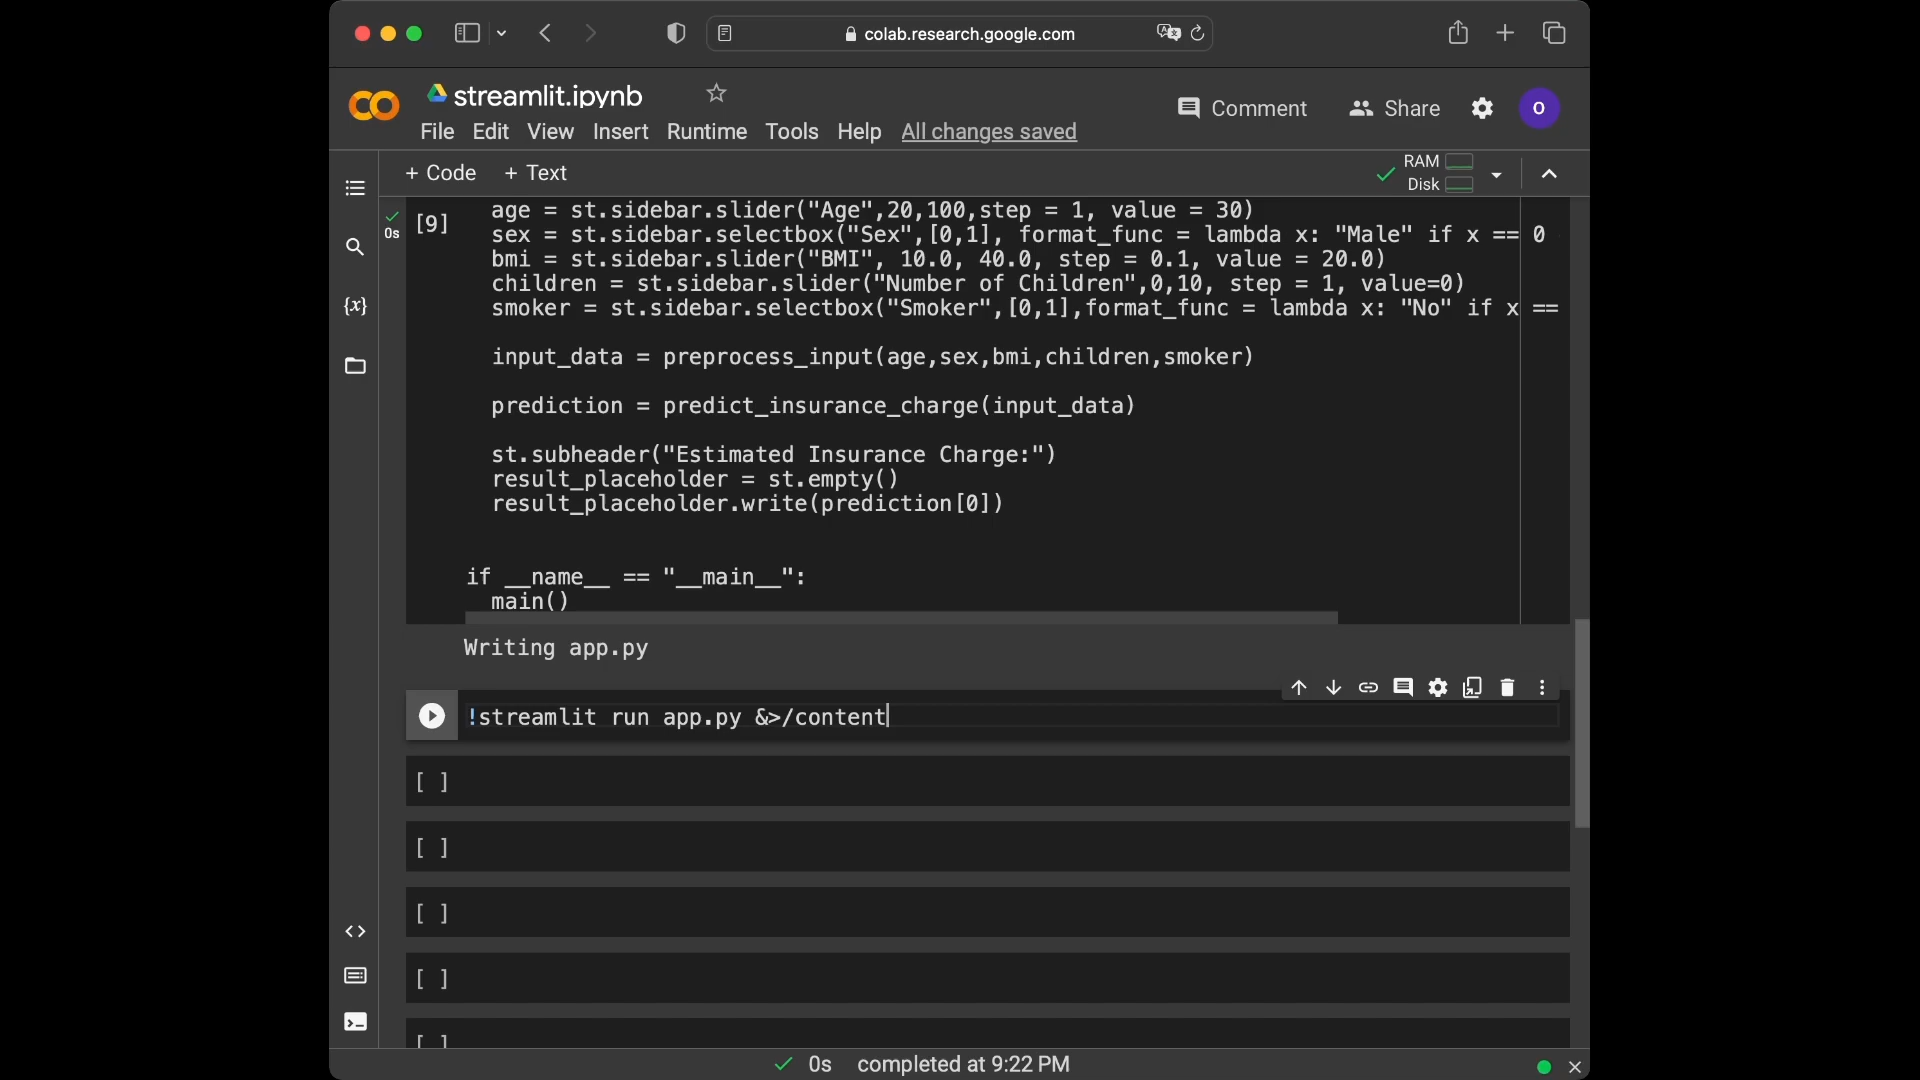 colab.research.google.com
streamlit.ipynb
Comment
Share
O
File Edit View Insert Runtime Tools Help All changes saved
+ Code + Text
RAM
Disk
[9]
0s
age = st.sidebar.slider("Age",20,100,step = 1, value = 30)
sex = st.sidebar.selectbox("Sex",[0,1], format_func = lambda x: "Male" if x == 0
bmi = st.sidebar.slider("BMI", 10.0, 40.0, step = 0.1, value = 20.0)
children = st.sidebar.slider("Number of Children",0,10, step = 1, value=0)
smoker = st.sidebar.selectbox("Smoker",[0,1],format_func = lambda x: "No" if x ==
input_data = preprocess_input(age,sex,bmi,children,smoker)
prediction = predict_insurance_charge(input_data)
st.subheader("Estimated Insurance Charge:")
result_placeholder = st.empty()
result_placeholder.write(prediction[0])
if __name__ == "__main__":
main()
Writing app.py
!streamlit run app.py &>/content
[ ]
[ ]
[ ]
[ ]
[ ]
0s completed at 9:22 PM